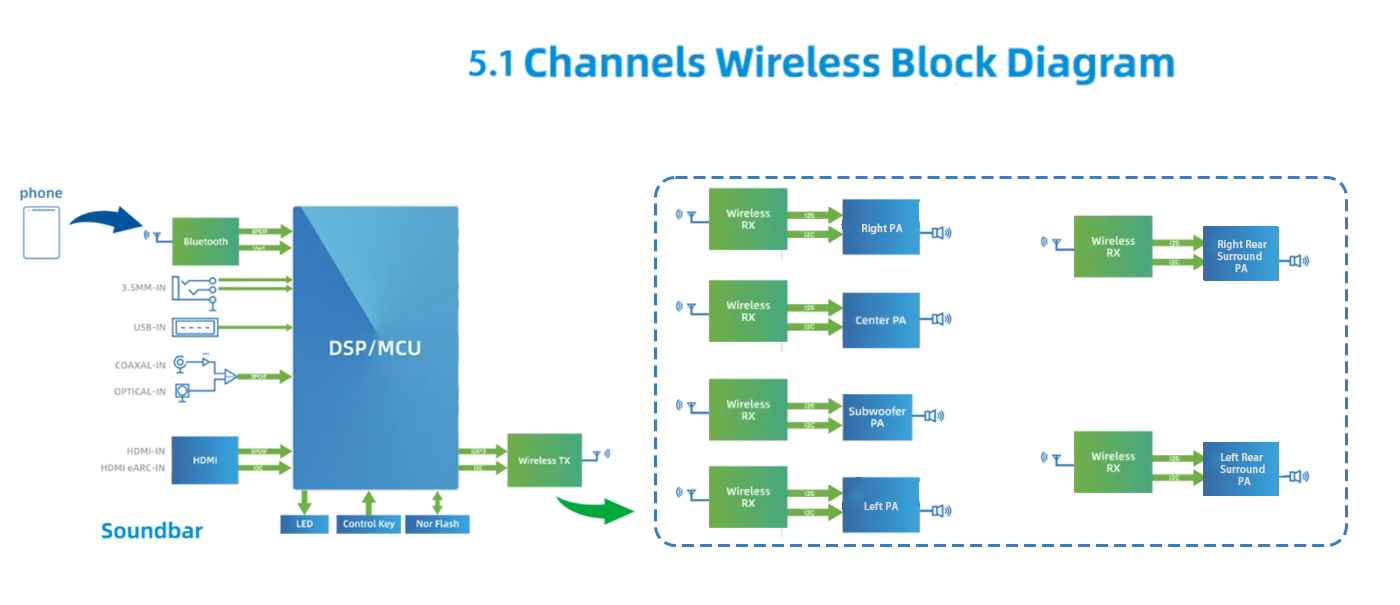 5.1 Channels Wireless Block Diagram
phone
Bluetooth
SPDIF
Uart
3.5MM-IN
USB-IN
COAXAL-IN
OPTICAL-IN
SPDIF
HDMI-IN
HDMI eARC-IN
HDMI
SPDIF
I2C
DSP/MCU
I2C
Wireless TX
LED
Control Key
Nor Flash
Soundbar
Wireless
RX
I2S
I2C
Right PA
Wireless
RX
I2S
I2C
Center PA
Wireless
RX
I2S
I2C
Subwoofer
PA
Wireless
RX
I2S
I2C
Left PA
Wireless
RX
I2S
I2C
Right Rear
Surround
PA
Wireless
RX
I2S
I2C
Left Rear
Surround
PA